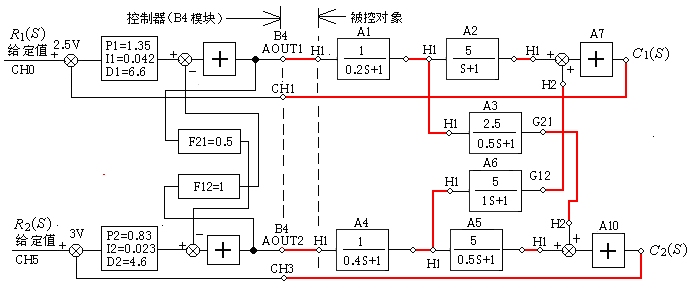 控制器（B4 模块） 被控对象
R1(S)
给定值
2.5V
CH0
P1=1.35
I1=0.042
D1=6.6
B4
AOUT1
H1
A1
1
0.2S+1
H1
A2
5
S+1
H1
A7
C1(S)
CH1
H2
A3
H1
2.5
0.5S+1
G21
F21=0.5
F12=1
A6
H1
5
1S+1
G12
H2
R2(S)
给定值
3V
CH5
P2=0.83
I2=0.023
D2=4.6
B4
AOUT2
H1
A4
1
0.4S+1
H1
A5
5
0.5S+1
H1
A10
C2(S)
CH3